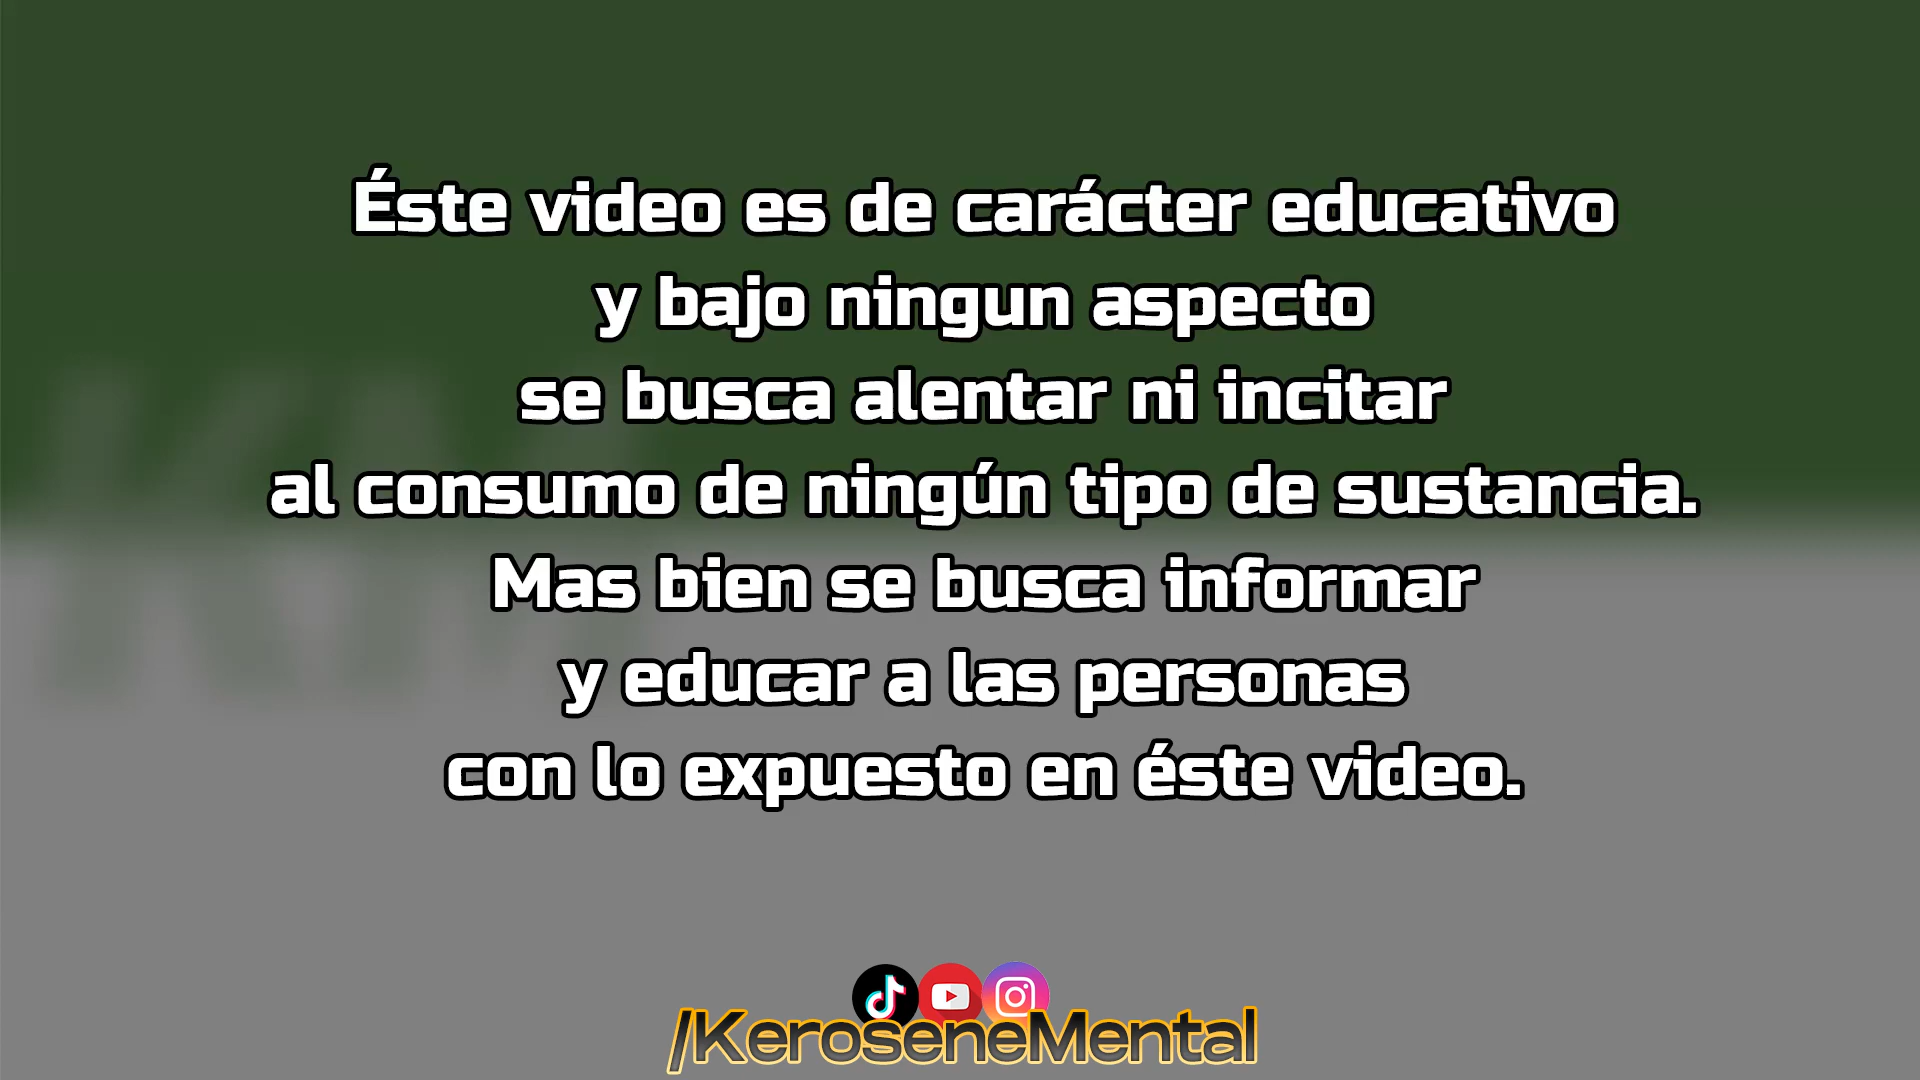 Éste video es de carácter educativo
y bajo ningun aspecto
se busca alentar ni incitar
al consumo de ningún tipo de sustancia.
Mas bien se busca informar
y educar a las personas
con lo expuesto en éste video.
KM
/KeroseneMental